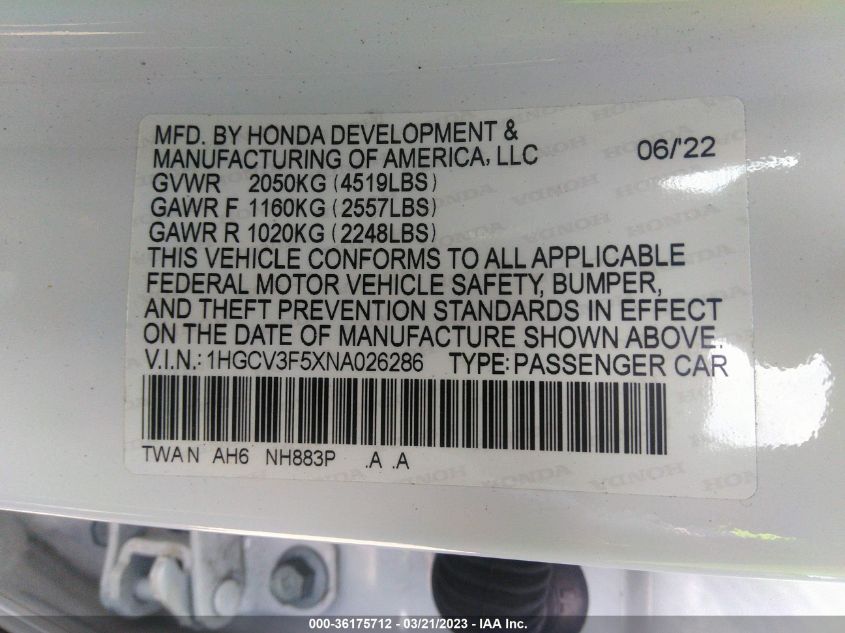 MFD. BY HONDA DEVELOPMENT &
MANUFACTURING OF AMERICA, LLC 06/'22
GVWR 2050KG (4519LBS)
GAWR F 1160KG (2557LBS)
GAWR R 1020KG (2248LBS)
THIS VEHICLE CONFORMS TO ALL APPLICABLE
FEDERAL MOTOR VEHICLE SAFETY, BUMPER,
AND THEFT PREVENTION STANDARDS IN EFFECT
ON THE DATE OF MANUFACTURE SHOWN ABOVE.
V.I.N.: 1HGCV3F5XNA026286 TYPE: PASSENGER CAR
TWA N AH6 NH883P .A .A
000-36175712 - 03/21/2023 - IAA Inc.